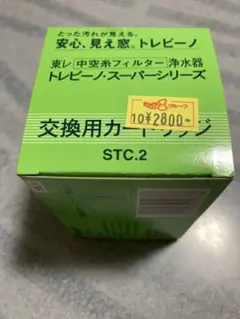 とった汚れが見える。
安心、見え窓。トレビーノ
東レ 中空糸フィルター 浄水器
トレビーノ・スーパーシリーズ
グループ
10¥2800
交換用カートリッジ
STC.2